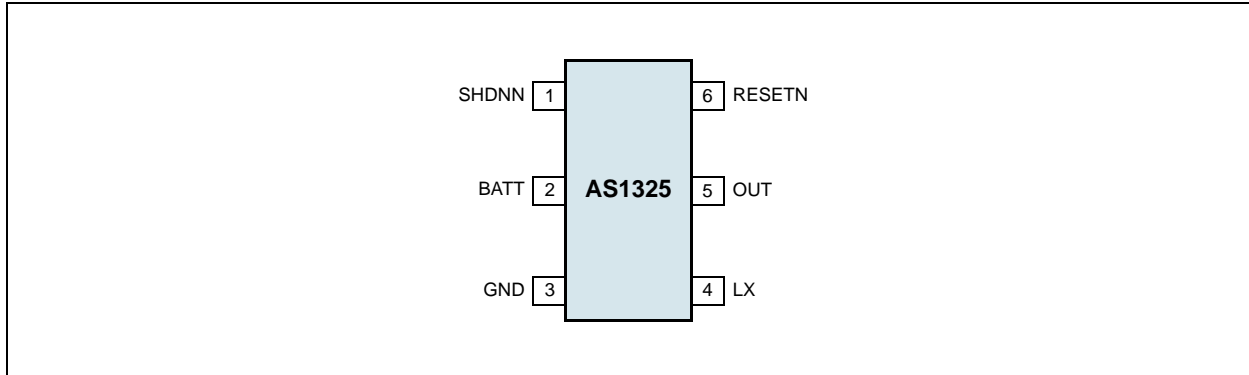 SHDNN 1 6 RESETN
BATT 2 AS1325 5 OUT
GND 3 4 LX